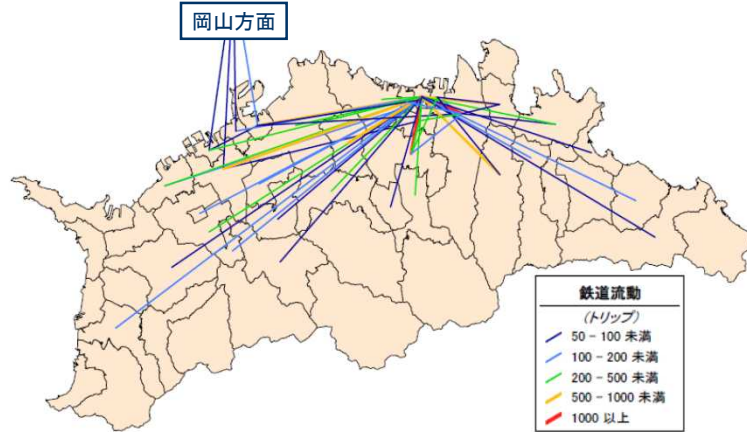 岡山方面
鉄道流動
(トリップ)
50 - 100 未満
100 - 200 未満
200 - 500 未満
500 - 1000 未満
1000 以上